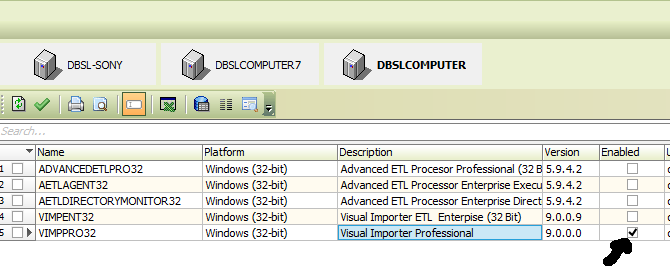 DBSL-SONY DBSLCOMPUTER7 DBSLCOMPUTER
Search...
Name Platform Description Version Enabled
1 ADVANCEDETLPRO32 Windows (32-bit) Advanced ETL Procesor Professional (32 B 5.9.4.2
2 AETLAGENT32 Windows (32-bit) Advanced ETL Processor Enterprise Execu 5.9.4.2
3 AETLDIRECTORYMONITOR32 Windows (32-bit) Advanced ETL Processor Enterprise Direct 5.9.4.2
4 VIMPENT32 Windows (32-bit) Visual Importer ETL Enterpise (32 Bit) 9.0.0.9
5 VIMPPRO32 Windows (32-bit) Visual Importer Professional 9.0.0.0